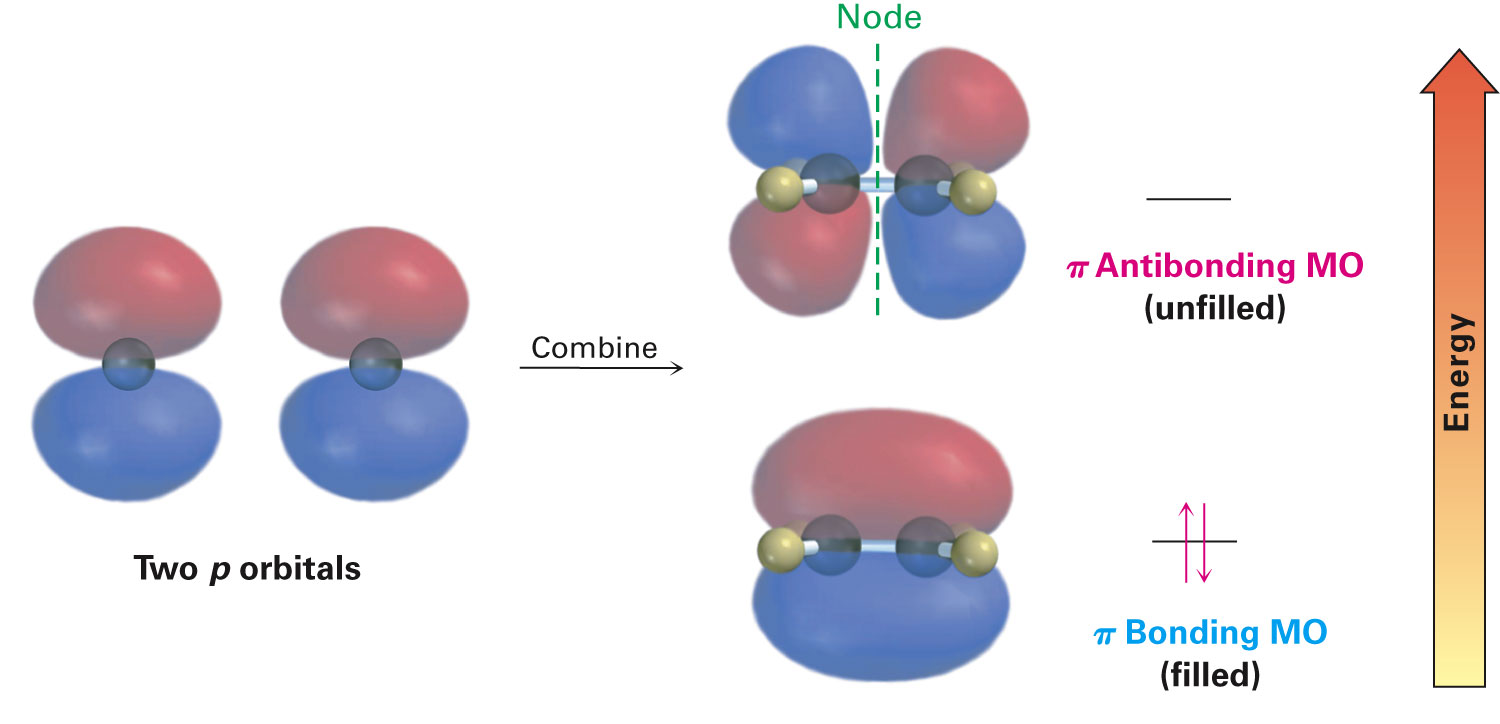 Node
π Antibonding MO
(unfilled)
Combine
Energy
Two p orbitals
π Bonding MO
(filled)